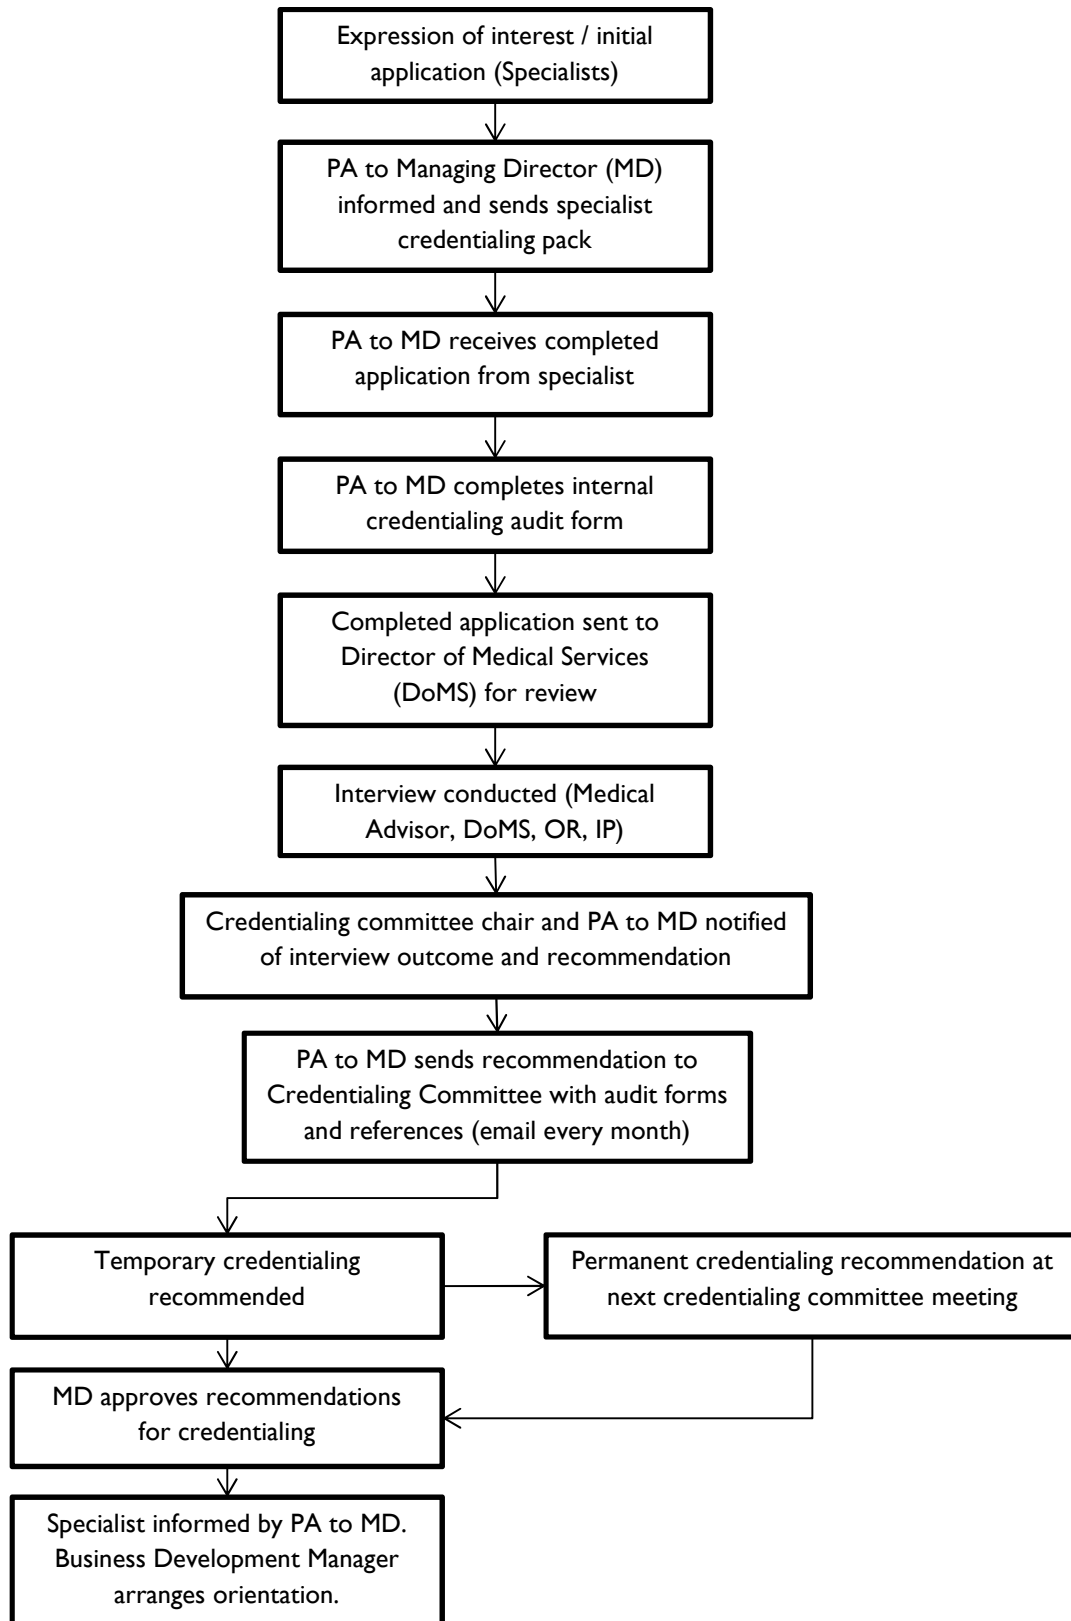 Expression of interest / initial
application (Specialists)
PA to Managing Director (MD)
informed and sends specialist
credentialing pack
PA to MD receives completed
application from specialist
PA to MD completes internal
credentialing audit form
Completed application sent to
Director of Medical Services
(DoMS) for review
Interview conducted (Medical
Advisor, DoMS, OR, IP)
Credentialing committee chair and PA to MD notified
of interview outcome and recommendation
PA to MD sends recommendation to
Credentialing Committee with audit forms
and references (email every month)
Temporary credentialing
recommended
Permanent credentialing recommendation at
next credentialing committee meeting
MD approves recommendations
for credentialing
Specialist informed by PA to MD.
Business Development Manager
arranges orientation.